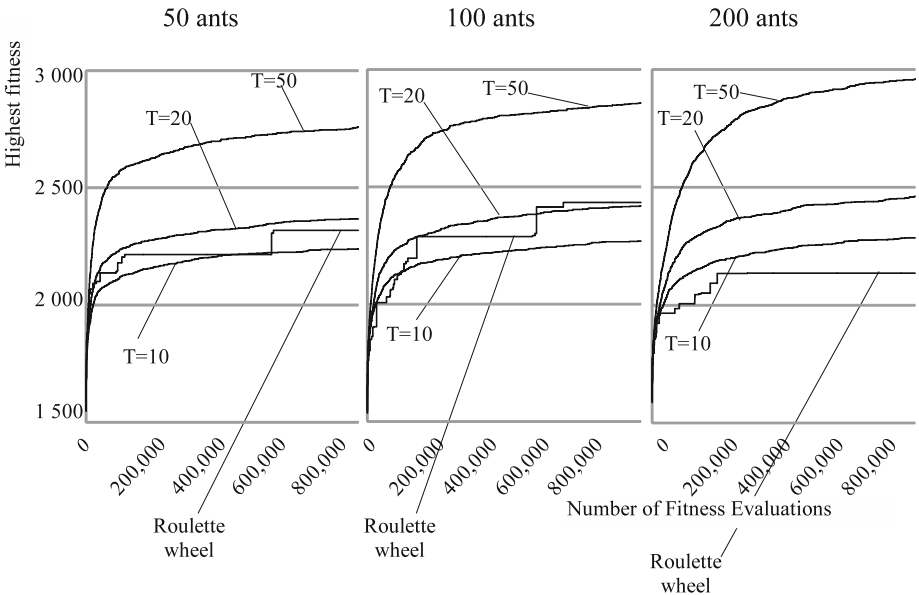 50 ants
100 ants
200 ants
Highest fitness
3 000
2 500
2 000
1 500
T=50
T=20
T=10
0
200,000
400,000
600,000
800,000
Roulette
wheel
T=50
T=20
T=10
0
200,000
400,000
600,000
800,000
Roulette
wheel
T=50
T=20
T=10
0
200,000
400,000
600,000
800,000
Number of Fitness Evaluations
Roulette
wheel